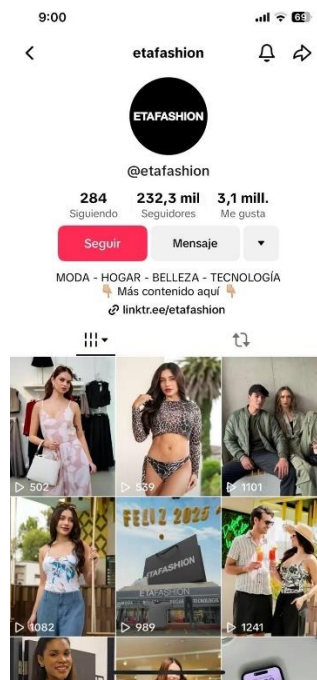 9:00
69
etafashion
ETAFASHION
@etafashion
284 232,3 mil 3,1 mill.
Siguiendo Seguidores Me gusta
Seguir Mensaje
MODA - HOGAR - BELLEZA - TECNOLOGÍA
Más contenido aquí
linktr.ee/etafashion
502 539 1101
FELIZ 2025
ETAFASHION
ETAFASHION
1082 989 1241